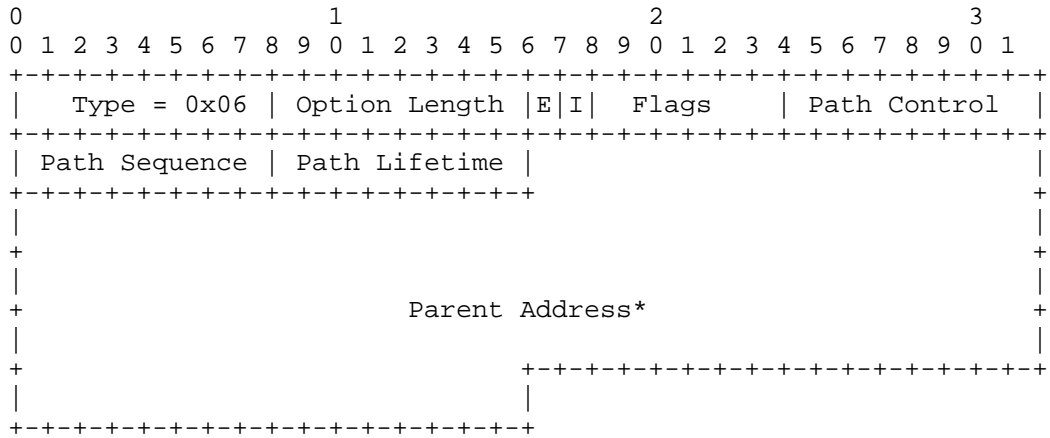 0                   1                   2                   3
0 1 2 3 4 5 6 7 8 9 0 1 2 3 4 5 6 7 8 9 0 1 2 3 4 5 6 7 8 9 0 1
+-+-+-+-+-+-+-+-+-+-+-+-+-+-+-+-+-+-+-+-+-+-+-+-+-+-+-+-+-+-+-+-+
|   Type = 0x06 | Option Length |E|I|  Flags    | Path Control  |
+-+-+-+-+-+-+-+-+-+-+-+-+-+-+-+-+-+-+-+-+-+-+-+-+-+-+-+-+-+-+-+-+
| Path Sequence | Path Lifetime |                               |
+-+-+-+-+-+-+-+-+-+-+-+-+-+-+-+-+                               +
|                                                               |
+                                                               +
|                                                               |
+                        Parent Address*                        +
|                                                               |
+                               +-+-+-+-+-+-+-+-+-+-+-+-+-+-+-+-+
|                               |
+-+-+-+-+-+-+-+-+-+-+-+-+-+-+-+-+